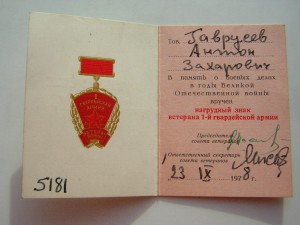 5181
Тов. Гаврусев
Антон
Захарович
В память о боевых делах
в годы Великой
Отечественной войны
вручен
нагрудный знак
ветерана 1-й гвардейской армии
Председатель
совета ветеранов
Ответственный секретарь
совета ветеранов
23 IX 1978 г.